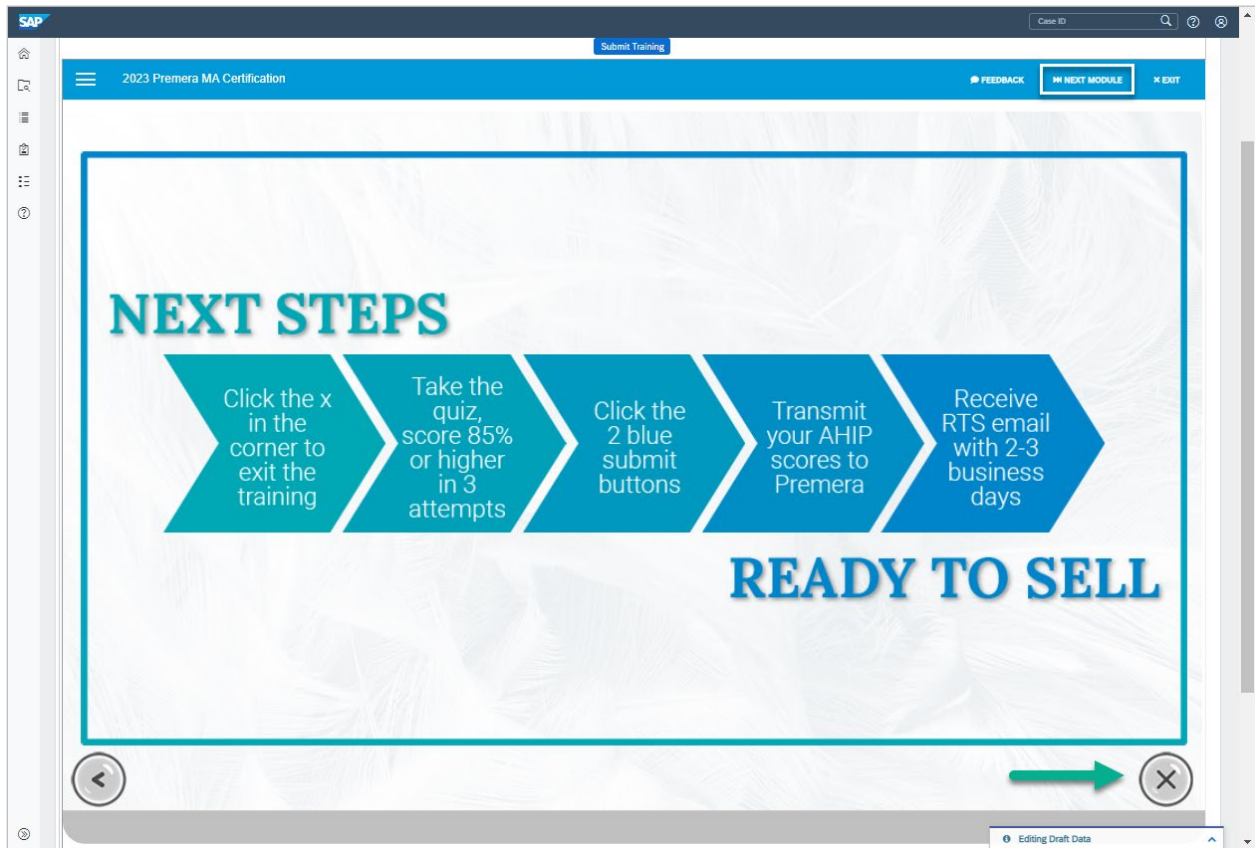 SAP
Case ID
Submit Training
2023 Premera MA Certification
FEEDBACK
NEXT MODULE
EXIT
NEXT STEPS
Click the x
in the
corner to
exit the
training
Take the
quiz,
score 85%
or higher
in 3
attempts
Click the
2 blue
submit
buttons
Transmit
your AHIP
scores to
Premera
Receive
RTS email
with 2-3
business
days
READY TO SELL
Editing Draft Data